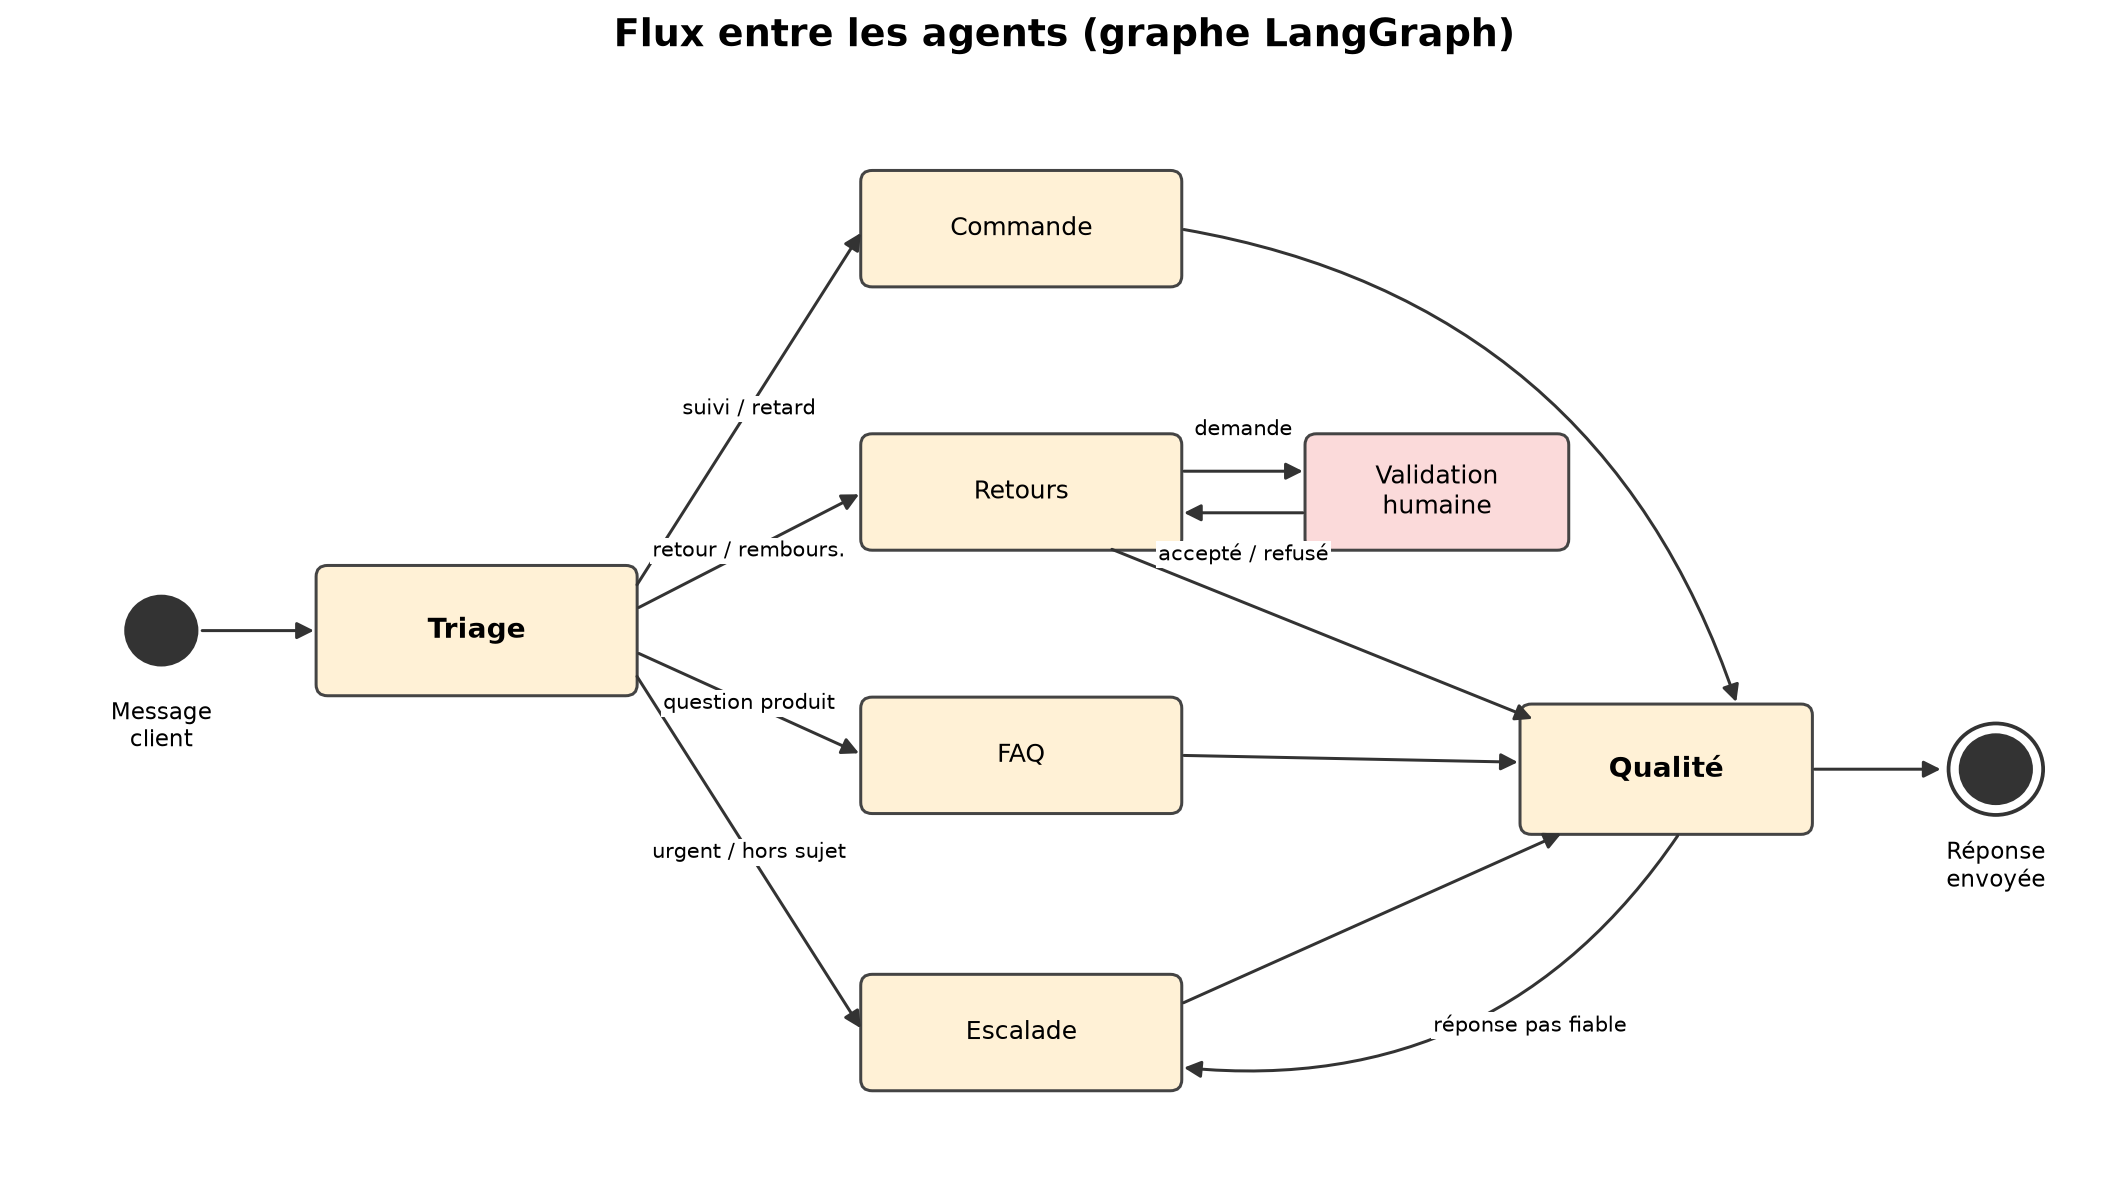 Flux entre les agents (graphe LangGraph)
Commande
suivi / retard
demande
Retours
Validation
humaine
retour / rembours.
accepté / refusé
Triage
Message
client
question produit
FAQ
Qualité
urgent / hors sujet
Réponse
envoyée
Escalade
réponse pas fiable